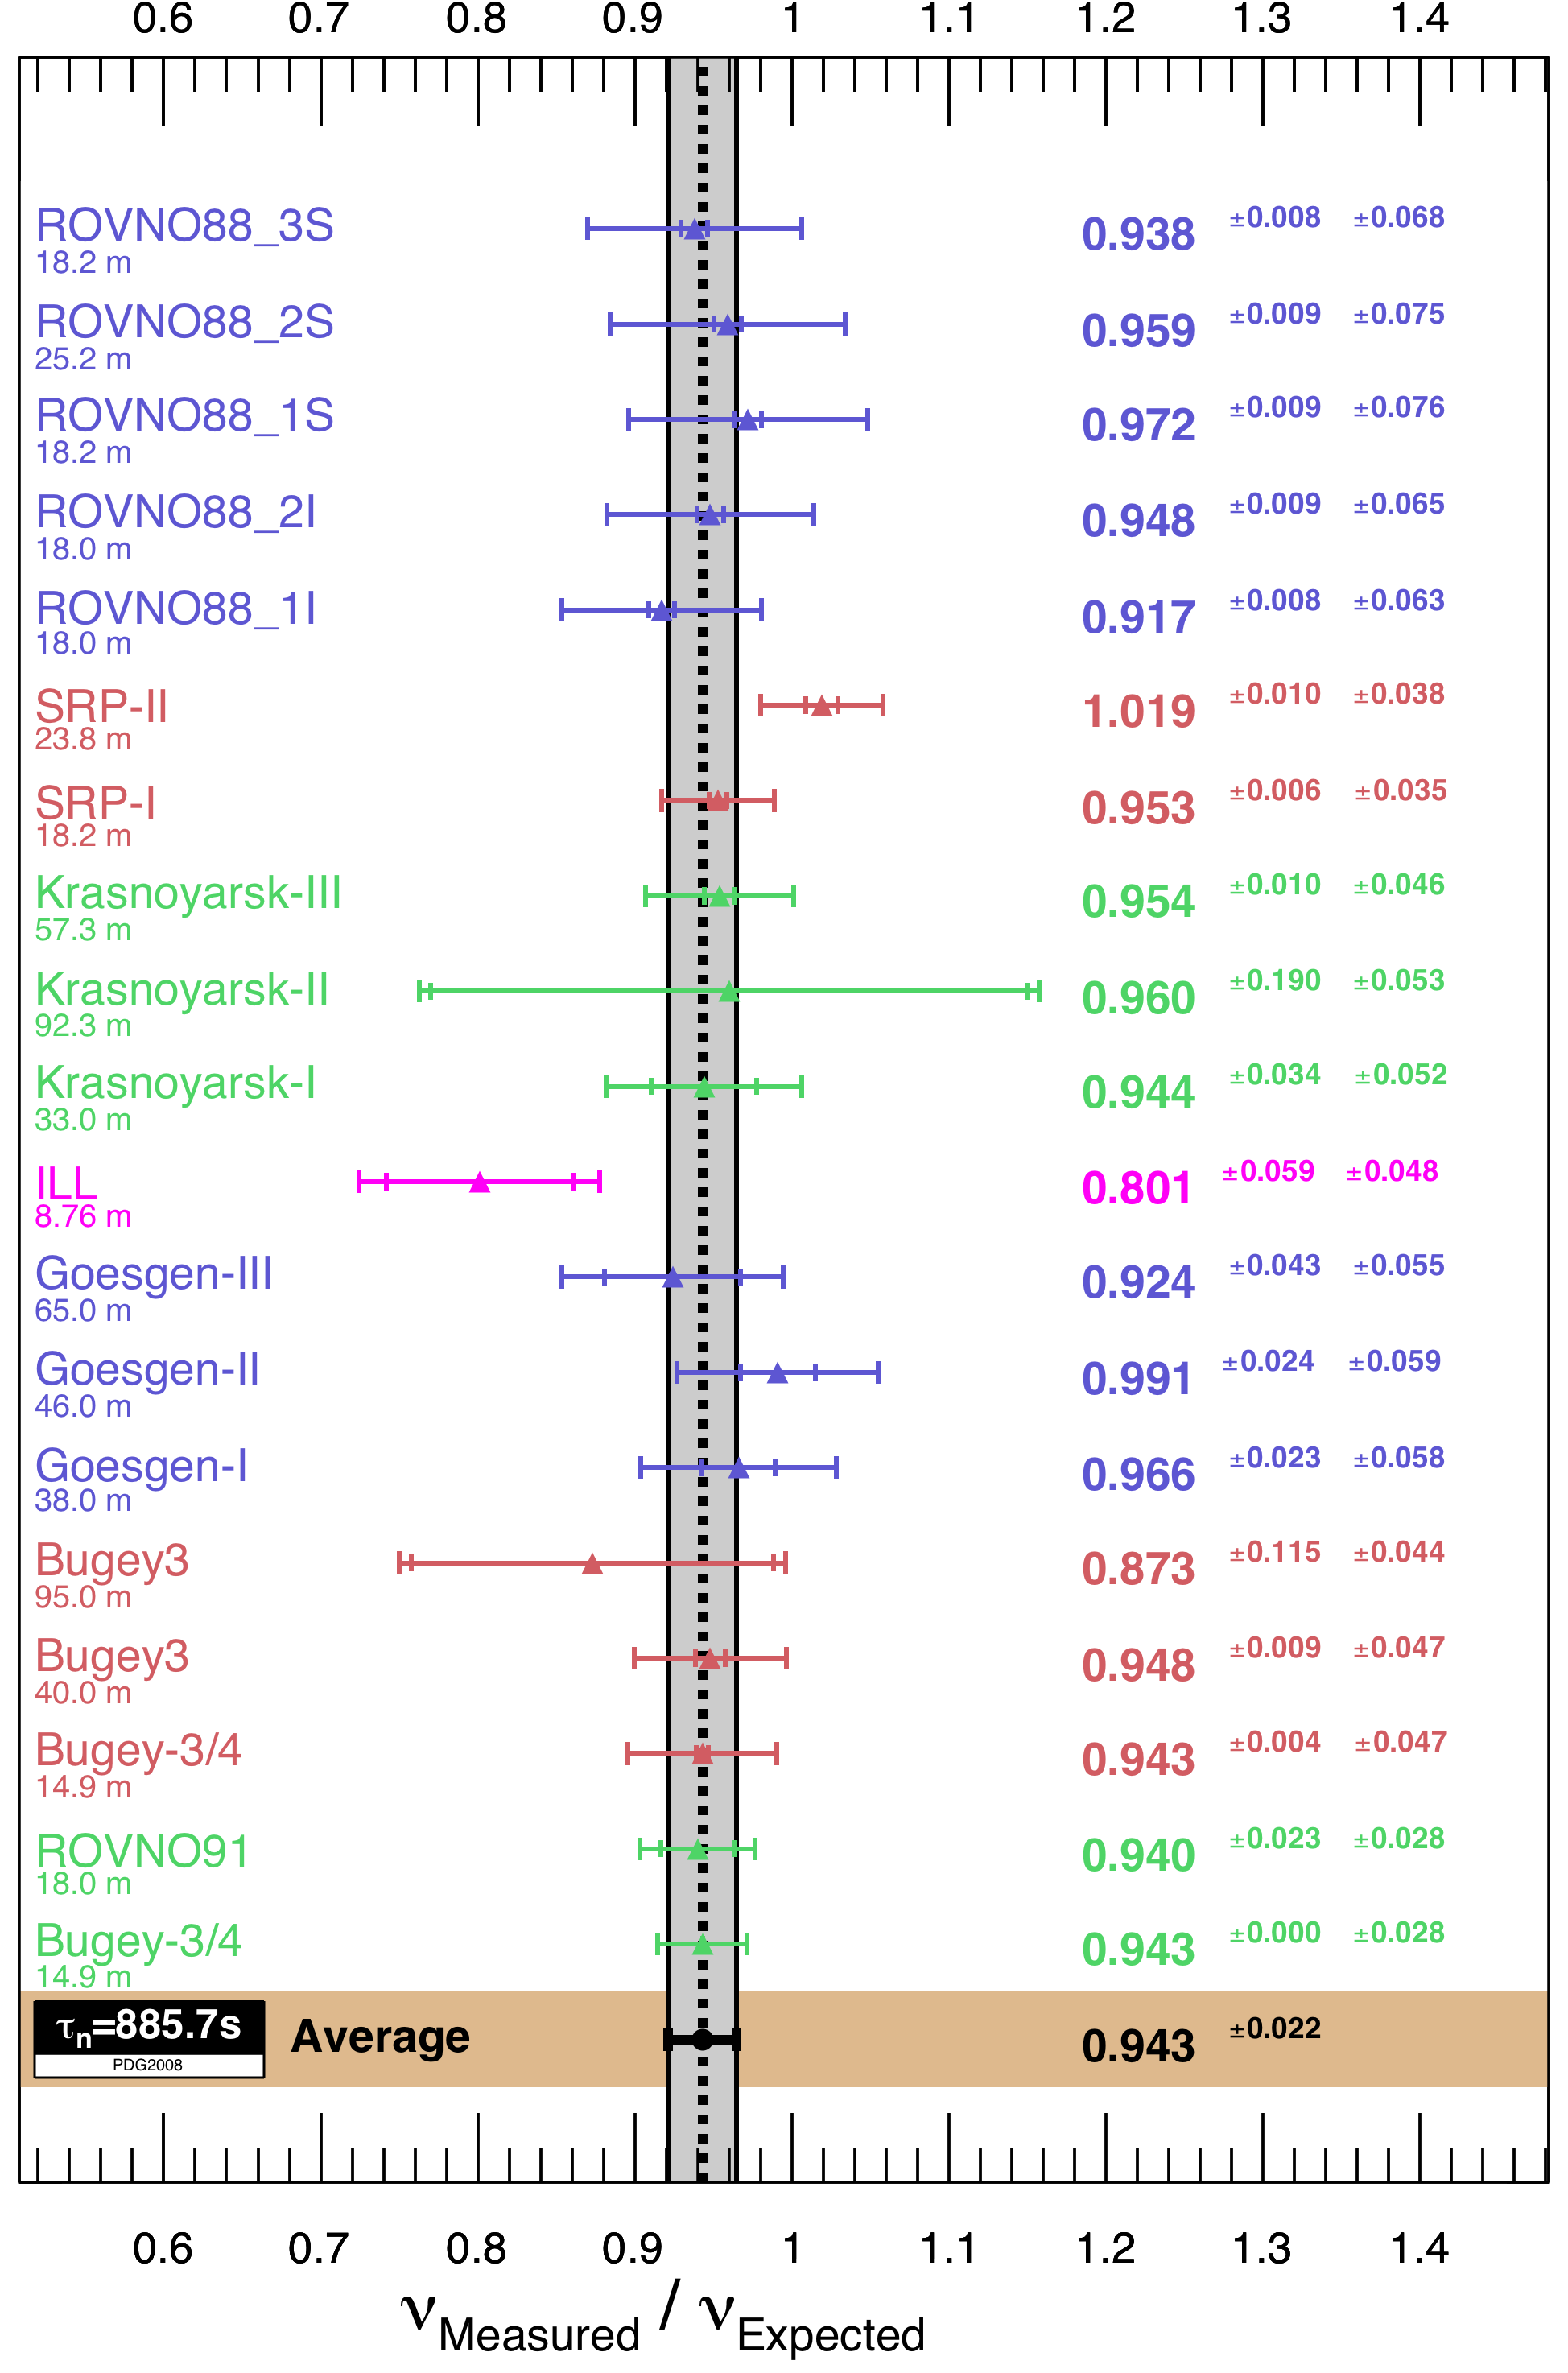 0.6 0.7 0.8 0.9 1 1.1 1.2 1.3 1.4
ROVNO88_3S 0.938 ±0.008 ±0.068
18.2 m
ROVNO88_2S 0.959 ±0.009 ±0.075
25.2 m
ROVNO88_1S 0.972 ±0.009 ±0.076
18.2 m
ROVNO88_2I 0.948 ±0.009 ±0.065
18.0 m
ROVNO88_1I 0.917 ±0.008 ±0.063
18.0 m
SRP-II 1.019 ±0.010 ±0.038
23.8 m
SRP-I 0.953 ±0.006 ±0.035
18.2 m
Krasnoyarsk-III 0.954 ±0.010 ±0.046
57.3 m
Krasnoyarsk-II 0.960 ±0.190 ±0.053
92.3 m
Krasnoyarsk-I 0.944 ±0.034 ±0.052
33.0 m
ILL 0.801 ±0.059 ±0.048
8.76 m
Goesgen-III 0.924 ±0.043 ±0.055
65.0 m
Goesgen-II 0.991 ±0.024 ±0.059
46.0 m
Goesgen-I 0.966 ±0.023 ±0.058
38.0 m
Bugey3 0.873 ±0.115 ±0.044
95.0 m
Bugey3 0.948 ±0.009 ±0.047
40.0 m
Bugey-3/4 0.943 ±0.004 ±0.047
14.9 m
ROVNO91 0.940 ±0.023 ±0.028
18.0 m
Bugey-3/4 0.943 ±0.000 ±0.028
14.9 m
τn=885.7s Average 0.943 ±0.022
PDG2008
0.6 0.7 0.8 0.9 1 1.1 1.2 1.3 1.4
νMeasured / νExpected